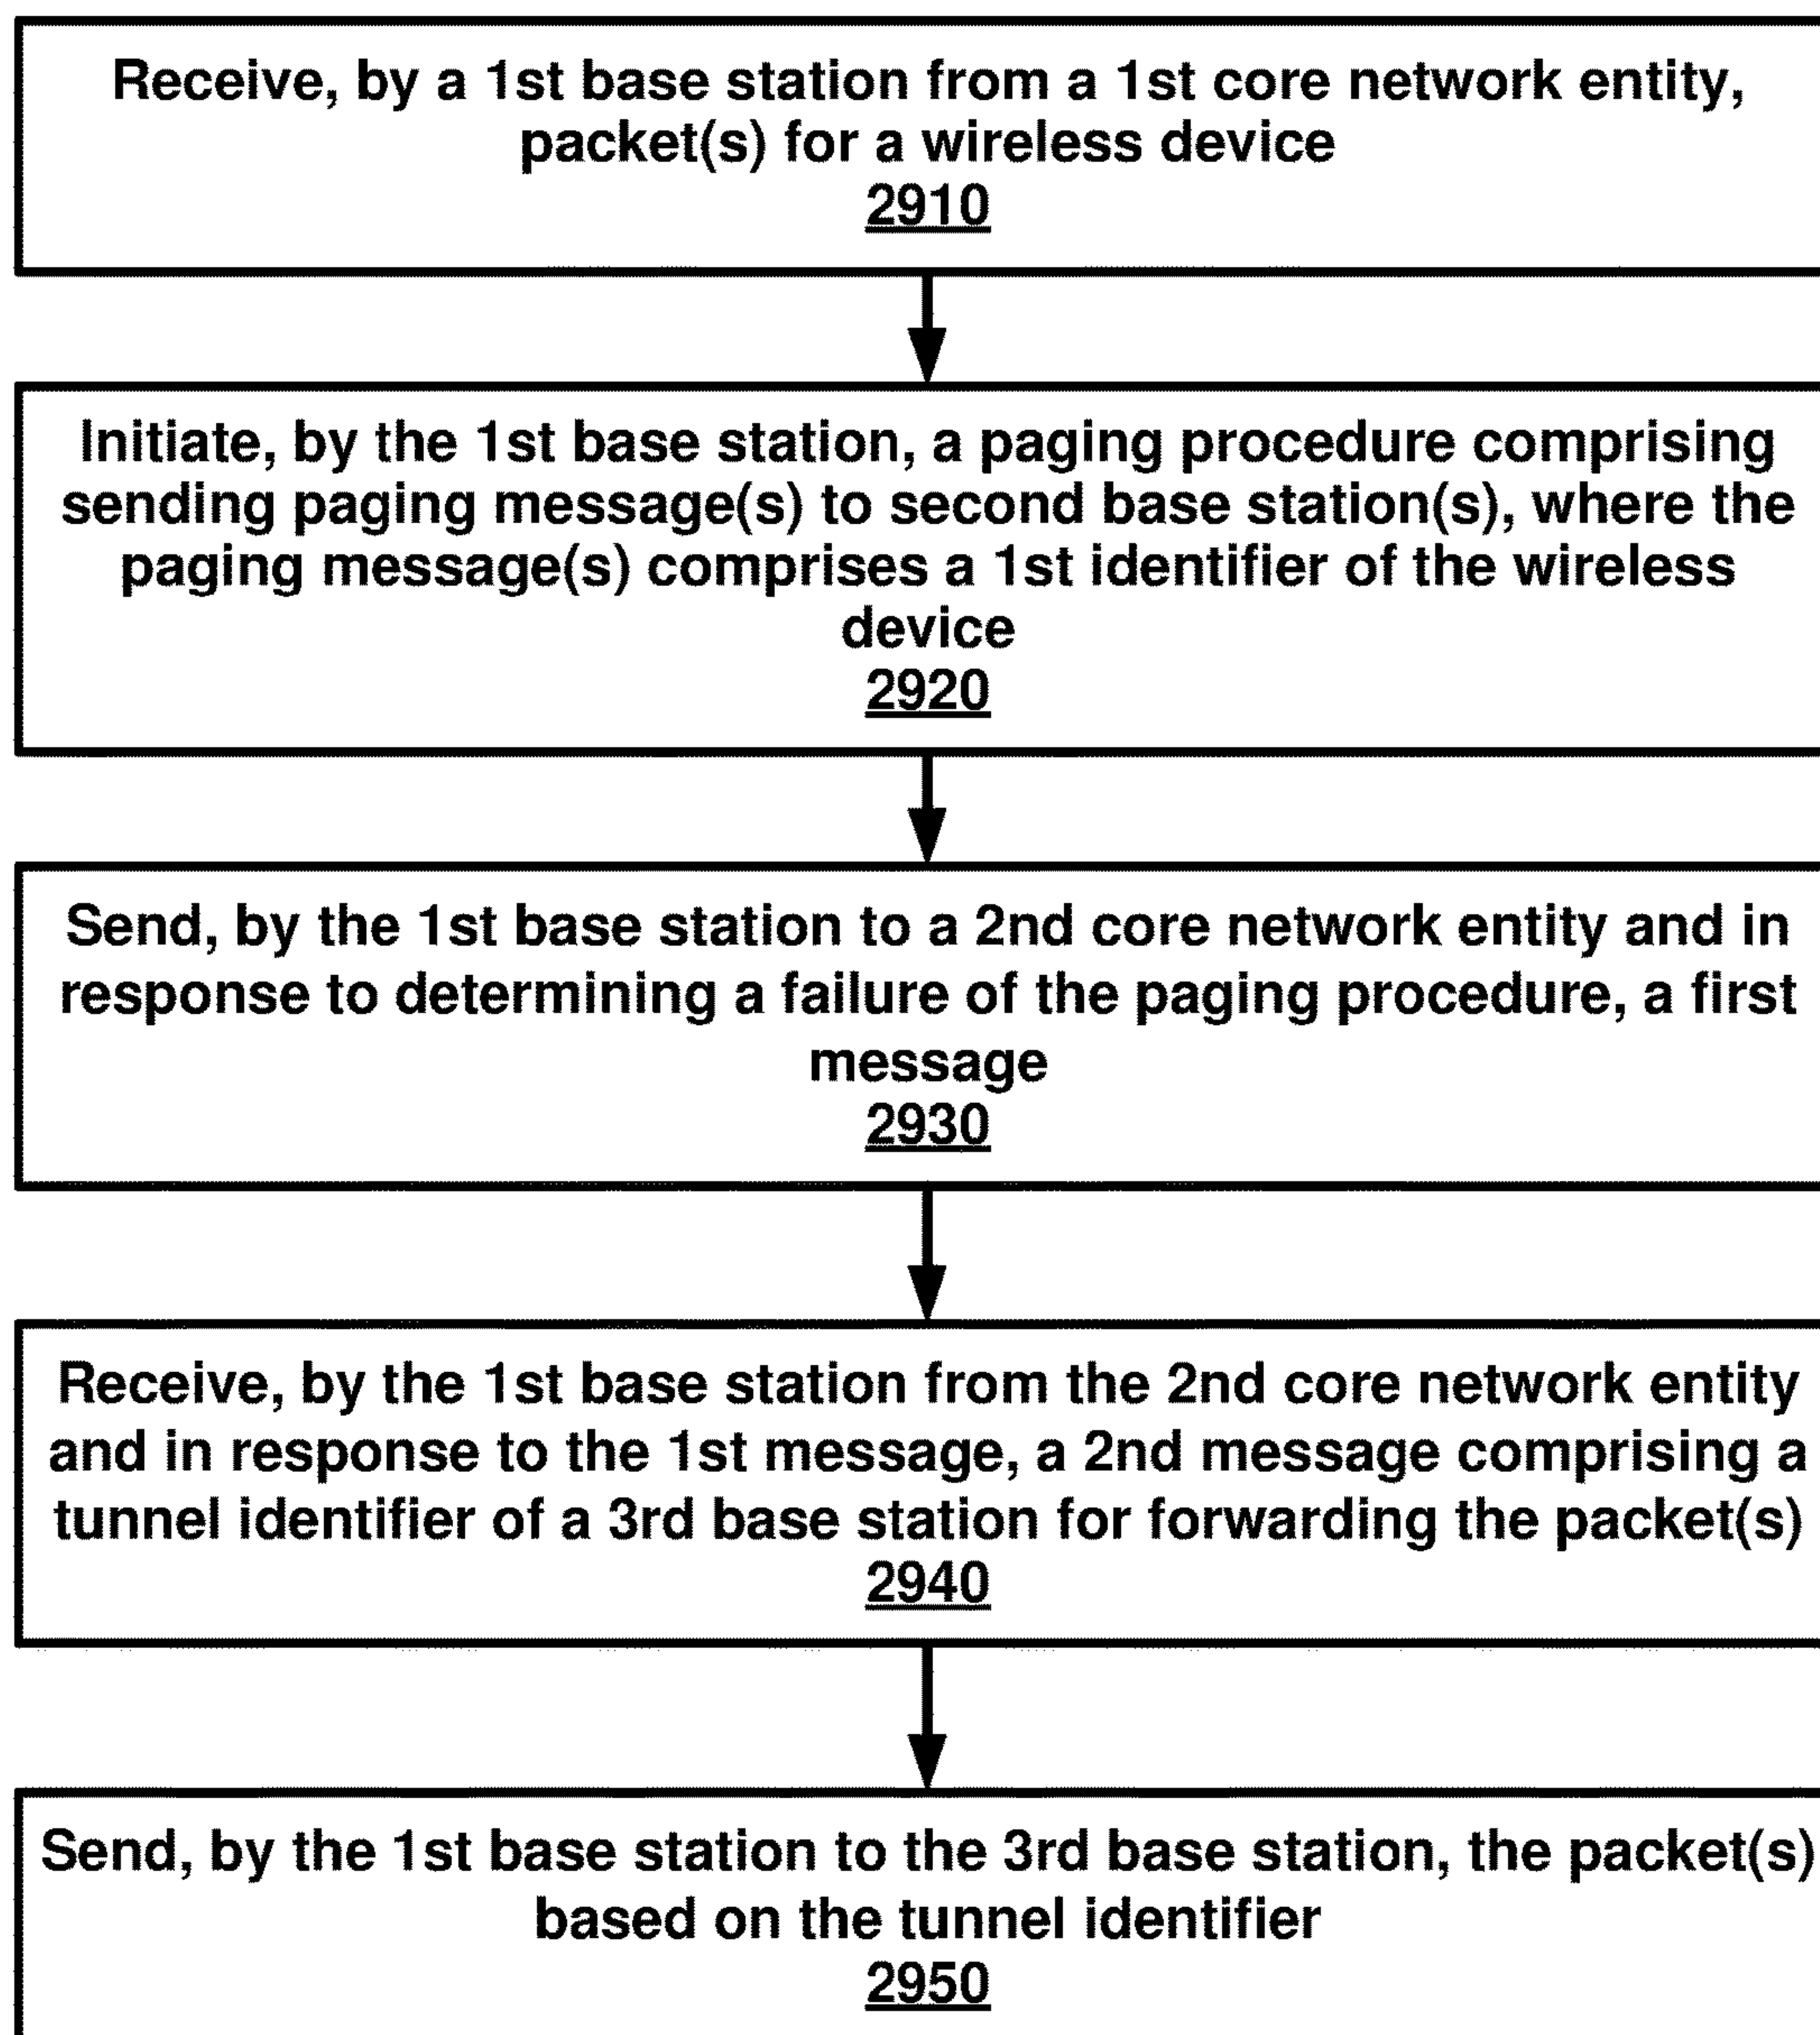 Receive, by a 1st base station from a 1st core network entity,
packet(s) for a wireless device
2910
Initiate, by the 1st base station, a paging procedure comprising
sending paging message(s) to second base station(s), where the
paging message(s) comprises a 1st identifier of the wireless
device
2920
Send, by the 1st base station to a 2nd core network entity and in
response to determining a failure of the paging procedure, a first
message
2930
Receive, by the 1st base station from the 2nd core network entity
and in response to the 1st message, a 2nd message comprising a
tunnel identifier of a 3rd base station for forwarding the packet(s)
2940
Send, by the 1st base station to the 3rd base station, the packet(s)
based on the tunnel identifier
2950